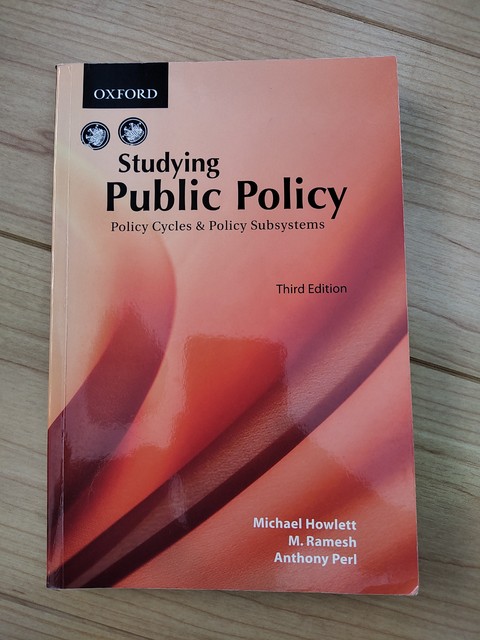 OXFORD
Studying
Public Policy
Policy Cycles & Policy Subsystems
Third Edition
Michael Howlett
M. Ramesh
Anthony Perl